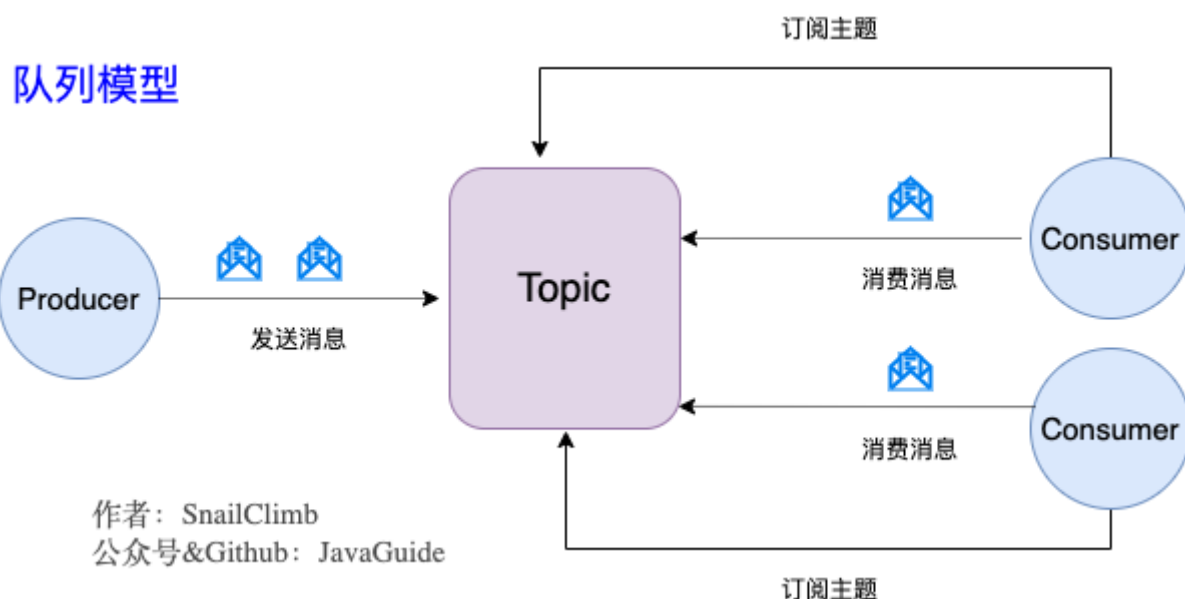 订阅主题
队列模型
Consumer
消费消息
Topic
Producer
发送消息
Consumer
消费消息
作者：SnailClimb
公众号&Github：JavaGuide
订阅主题